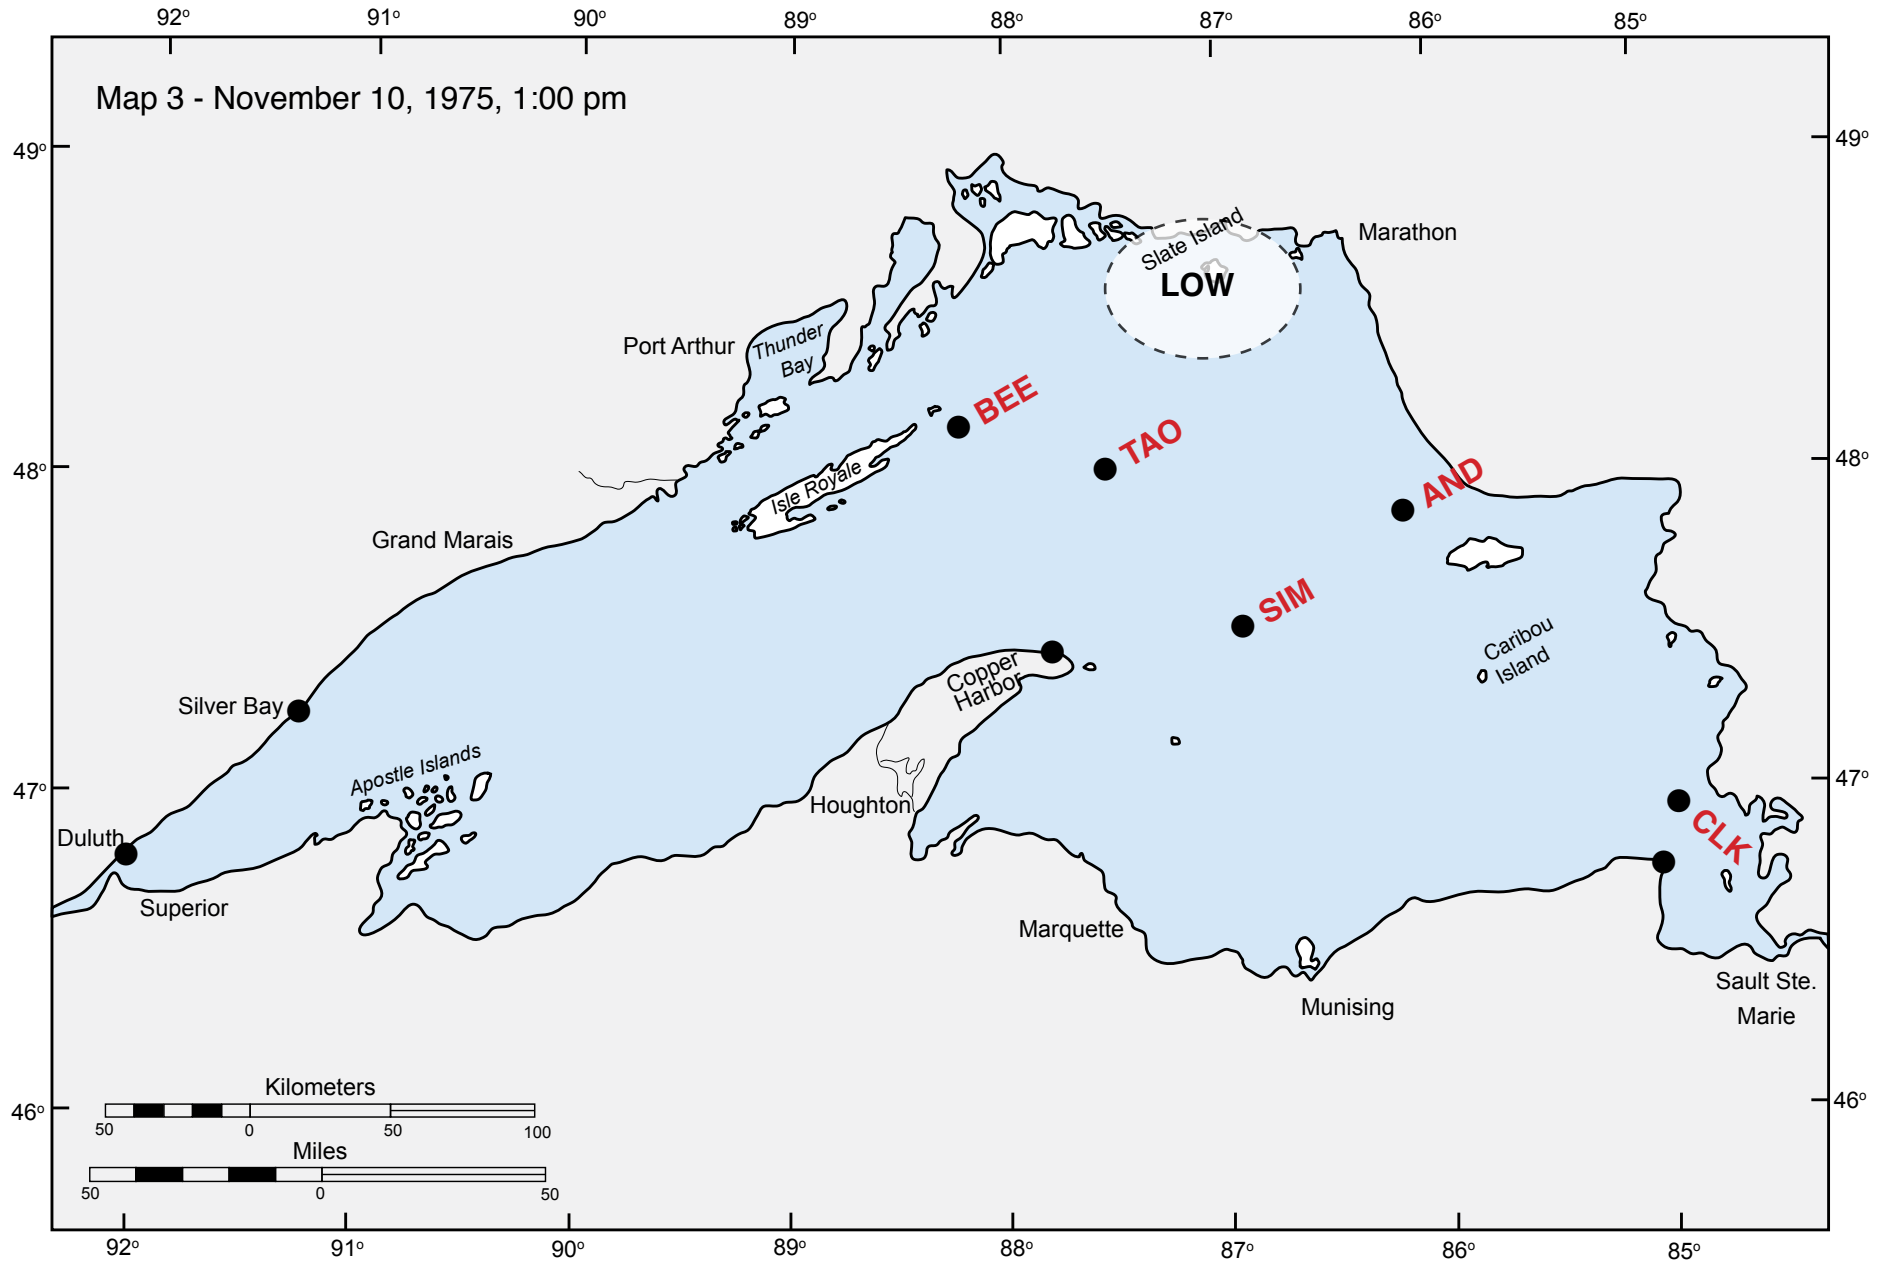 92° 91° 90° 89° 88° 87° 86° 85°
Map 3 - November 10, 1975, 1:00 pm
49° 49°
Slate Island
Marathon
LOW
Port Arthur
Thunder
Bay
BEE
TAO
48° 48°
AND
Isle Royale
Grand Marais
SIM
Caribou
Island
Copper
Harbor
Silver Bay
Apostle Islands
47° 47°
Houghton
CLK
Duluth
Superior
Marquette
Sault Ste.
Marie
Munising
Kilometers
46° 46°
50 0 50 100
Miles
50 0 50
92° 91° 90° 89° 88° 87° 86° 85°